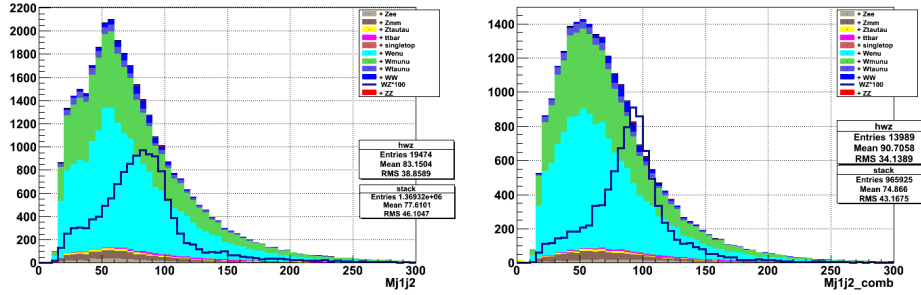 2200
2000
1800
1600
1400
1200
1000
800
600
400
200
0
0
50
100
150
200
250
300
Mj1j2
+ Zee
+ Zmm
+ Ztautau
+ ttbar
+ singletop
+ Wenu
+ Wmunu
+ Wtaunu
+ WW
WZ*100
+ ZZ
hwz
Entries 19474
Mean 83.1504
RMS 38.8589
stack
Entries 1.36932e+06
Mean 77.6101
RMS 46.1047
1400
1200
1000
800
600
400
200
0
0
50
100
150
200
250
300
Mj1j2_comb
+ Zee
+ Zmm
+ Ztautau
+ ttbar
+ singletop
+ Wenu
+ Wmunu
+ Wtaunu
+ WW
WZ*100
+ ZZ
hwz
Entries 13989
Mean 90.7058
RMS 34.1389
stack
Entries 965925
Mean 74.866
RMS 43.1675